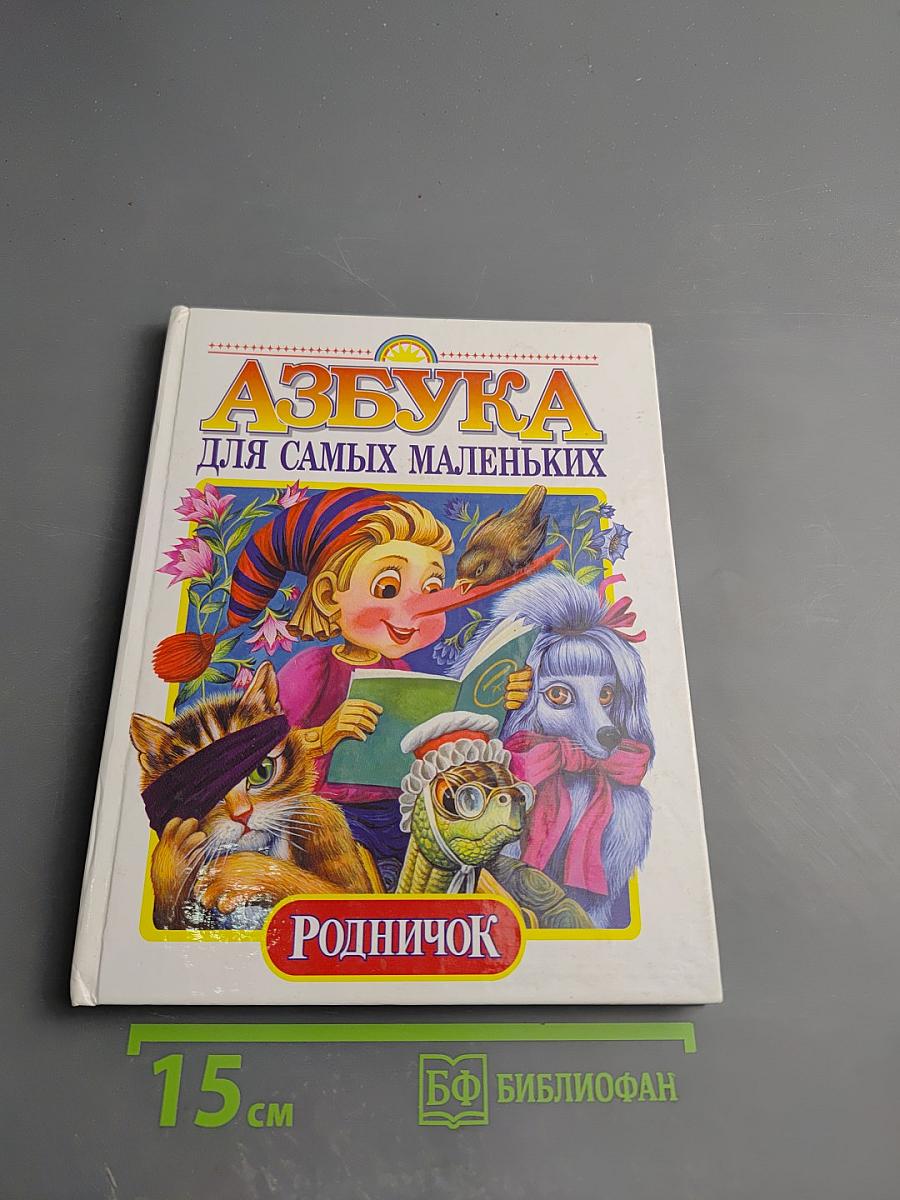 АЗБУКА
ДЛЯ САМЫХ МАЛЕНЬКИХ
РОДНИЧОК
15 см
БФ БИБЛИОФАН